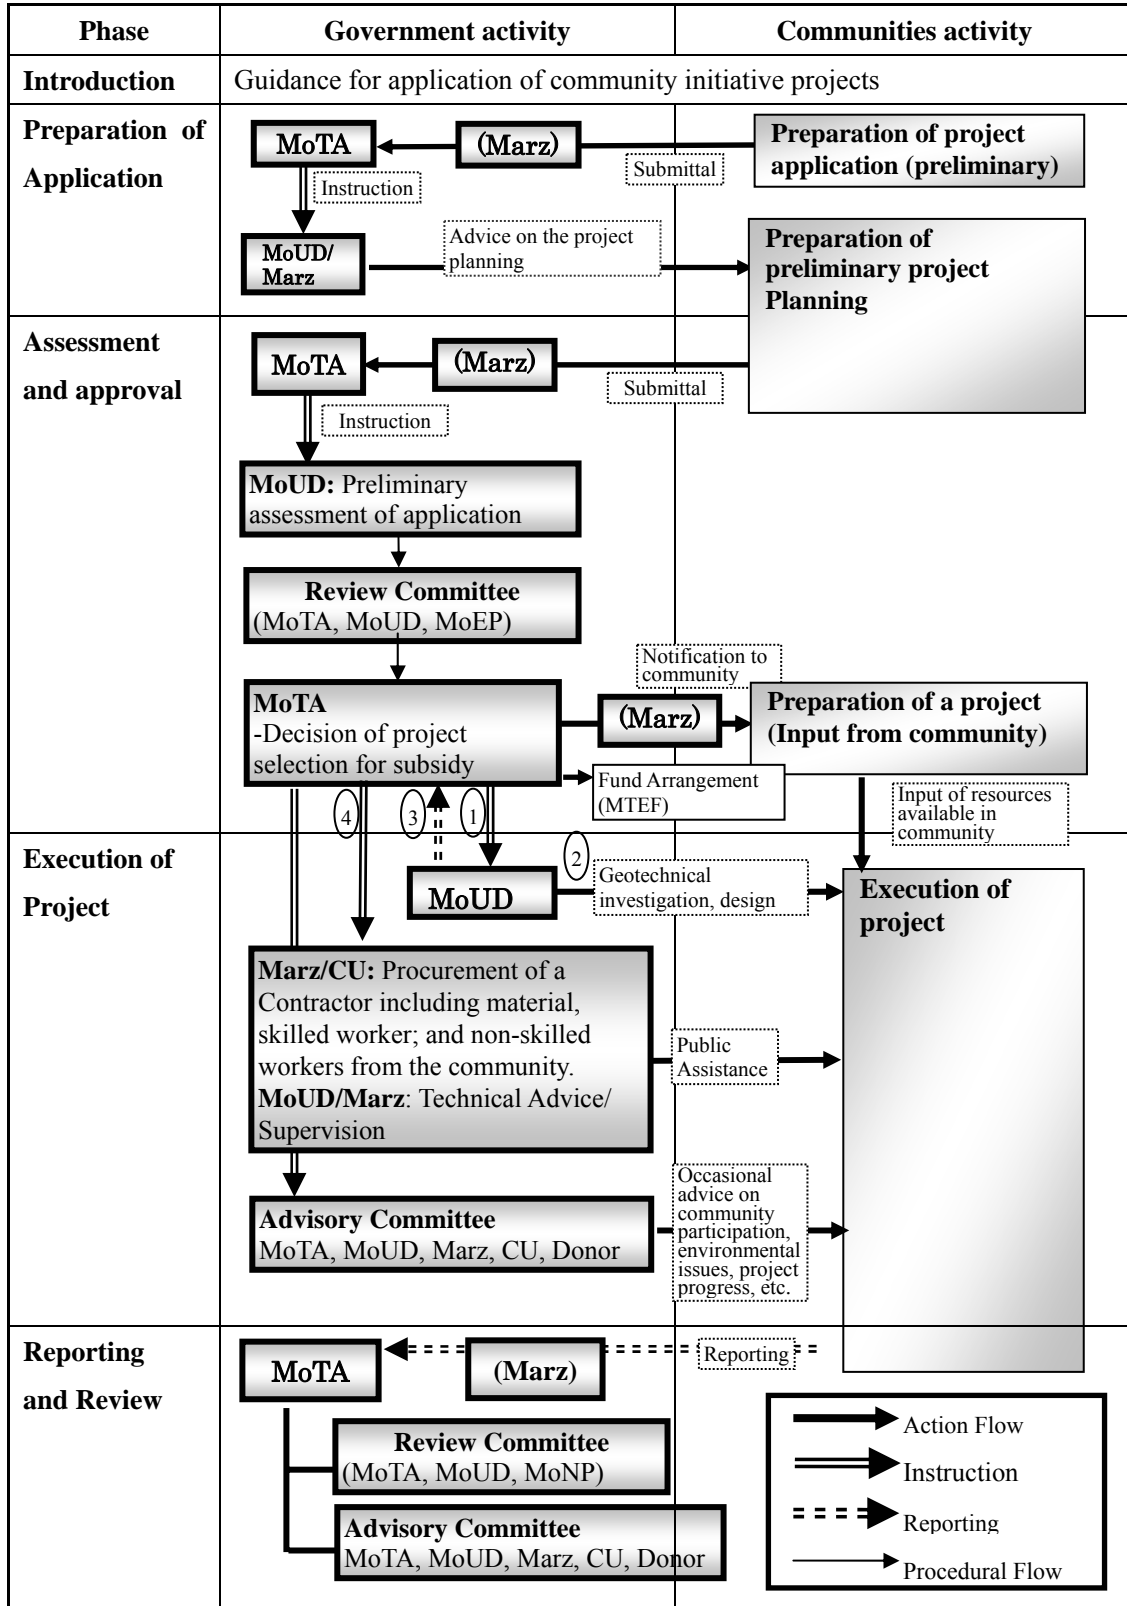 Phase
Government activity
Communities activity
Introduction
Guidance for application of community initiative projects
Preparation of
Application
MoTA
(Marz)
Submittal
Preparation of project
application (preliminary)
Instruction
MoUD/
Marz
Advice on the project
planning
Preparation of
preliminary project
Planning
Assessment
and approval
MoTA
(Marz)
Submittal
Instruction
MoUD: Preliminary
assessment of application
Review Committee
(MoTA, MoUD, MoEP)
Notification to
community
MoTA
-Decision of project
selection for subsidy
(Marz)
Preparation of a project
(Input from community)
Fund Arrangement
(MTEF)
Input of resources
available in
community
4
3
1
Execution of
Project
2
MoUD
Geotechnical
investigation, design
Execution of
project
Marz/CU: Procurement of a
Contractor including material,
skilled worker; and non-skilled
workers from the community.
MoUD/Marz: Technical Advice/
Supervision
Public
Assistance
Advisory Committee
MoTA, MoUD, Marz, CU, Donor
Occasional
advice on
community
participation,
environmental
issues, project
progress, etc.
Reporting
and Review
MoTA
(Marz)
Reporting
Review Committee
(MoTA, MoUD, MoNP)
Advisory Committee
MoTA, MoUD, Marz, CU, Donor
Action Flow
Instruction
Reporting
Procedural Flow